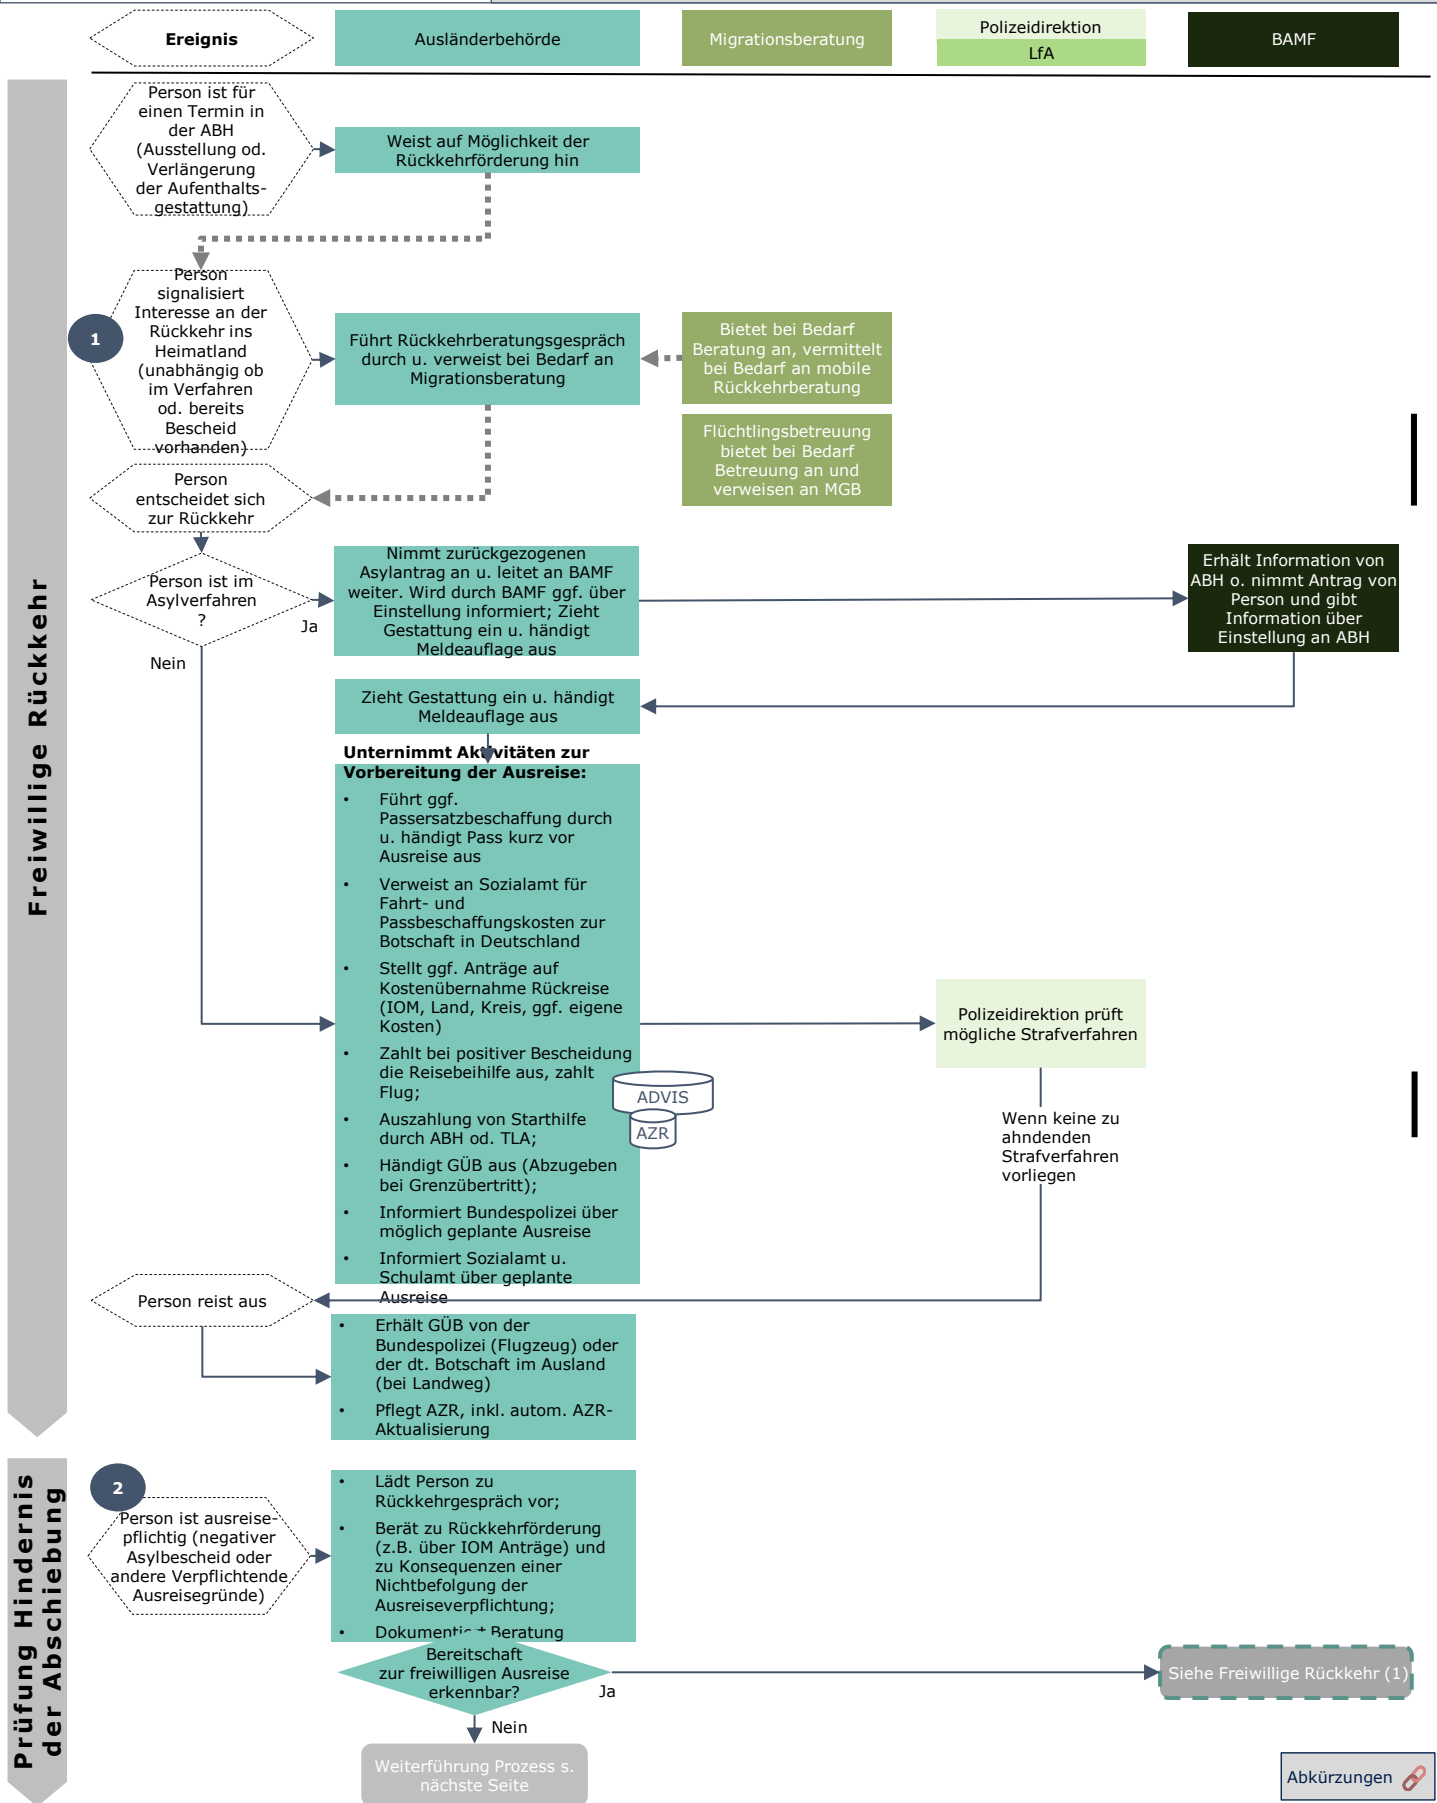 Ereignis
Ausländerbehörde
Migrationsberatung
Polizeidirektion
LfA
BAMF
Freiwillige Rückkehr
Person ist für
einen Termin in
der ABH
(Ausstellung od.
Verlängerung
der Aufenthalts-
gestattung)
Weist auf Möglichkeit der
Rückkehrförderung hin
1
Person
signalisiert
Interesse an der
Rückkehr ins
Heimatland
(unabhängig ob
im Verfahren
od. bereits
Bescheid
vorhanden)
Führt Rückkehrberatungsgespräch
durch u. verweist bei Bedarf an
Migrationsberatung
Bietet bei Bedarf
Beratung an, vermittelt
bei Bedarf an mobile
Rückkehrberatung
Flüchtlingsbetreuung
bietet bei Bedarf
Betreuung an und
verweisen an MGB
Person
entscheidet sich
zur Rückkehr
Person ist im
Asylverfahren
?
Ja
Nein
Nimmt zurückgezogenen
Asylantrag an u. leitet an BAMF
weiter. Wird durch BAMF ggf. über
Einstellung informiert; Zieht
Gestattung ein u. händigt
Meldeauflage aus
Erhält Information von
ABH o. nimmt Antrag von
Person und gibt
Information über
Einstellung an ABH
Zieht Gestattung ein u. händigt
Meldeauflage aus
Unternimmt Aktivitäten zur
Vorbereitung der Ausreise:
• Führt ggf.
Passersatzbeschaffung durch
u. händigt Pass kurz vor
Ausreise aus
• Verweist an Sozialamt für
Fahrt- und
Passbeschaffungskosten zur
Botschaft in Deutschland
• Stellt ggf. Anträge auf
Kostenübernahme Rückreise
(IOM, Land, Kreis, ggf. eigene
Kosten)
• Zahlt bei positiver Bescheidung
die Reisebeihilfe aus, zahlt
Flug;
• Auszahlung von Starthilfe
durch ABH od. TLA;
• Händigt GÜB aus (Abzugeben
bei Grenzübertritt);
• Informiert Bundespolizei über
möglich geplante Ausreise
• Informiert Sozialamt u.
Schulamt über geplante
Ausreise
ADVIS
AZR
Polizeidirektion prüft
mögliche Strafverfahren
Wenn keine zu
ahndenden
Strafverfahren
vorliegen
Person reist aus
• Erhält GÜB von der
Bundespolizei (Flugzeug) oder
der dt. Botschaft im Ausland
(bei Landweg)
• Pflegt AZR, inkl. autom. AZR-
Aktualisierung
Prüfung Hindernis
der Abschiebung
2
Person ist ausreise-
pflichtig (negativer
Asylbescheid oder
andere Verpflichtende
Ausreisegründe)
• Lädt Person zu
Rückkehrgespräch vor;
• Berät zu Rückkehrförderung
(z.B. über IOM Anträge) und
zu Konsequenzen einer
Nichtbefolgung der
Ausreiseverpflichtung;
• Dokumentiert Beratung
Bereitschaft
zur freiwilligen Ausreise
erkennbar?
Ja
Nein
Siehe Freiwillige Rückkehr (1)
Weiterführung Prozess s.
nächste Seite
Abkürzungen